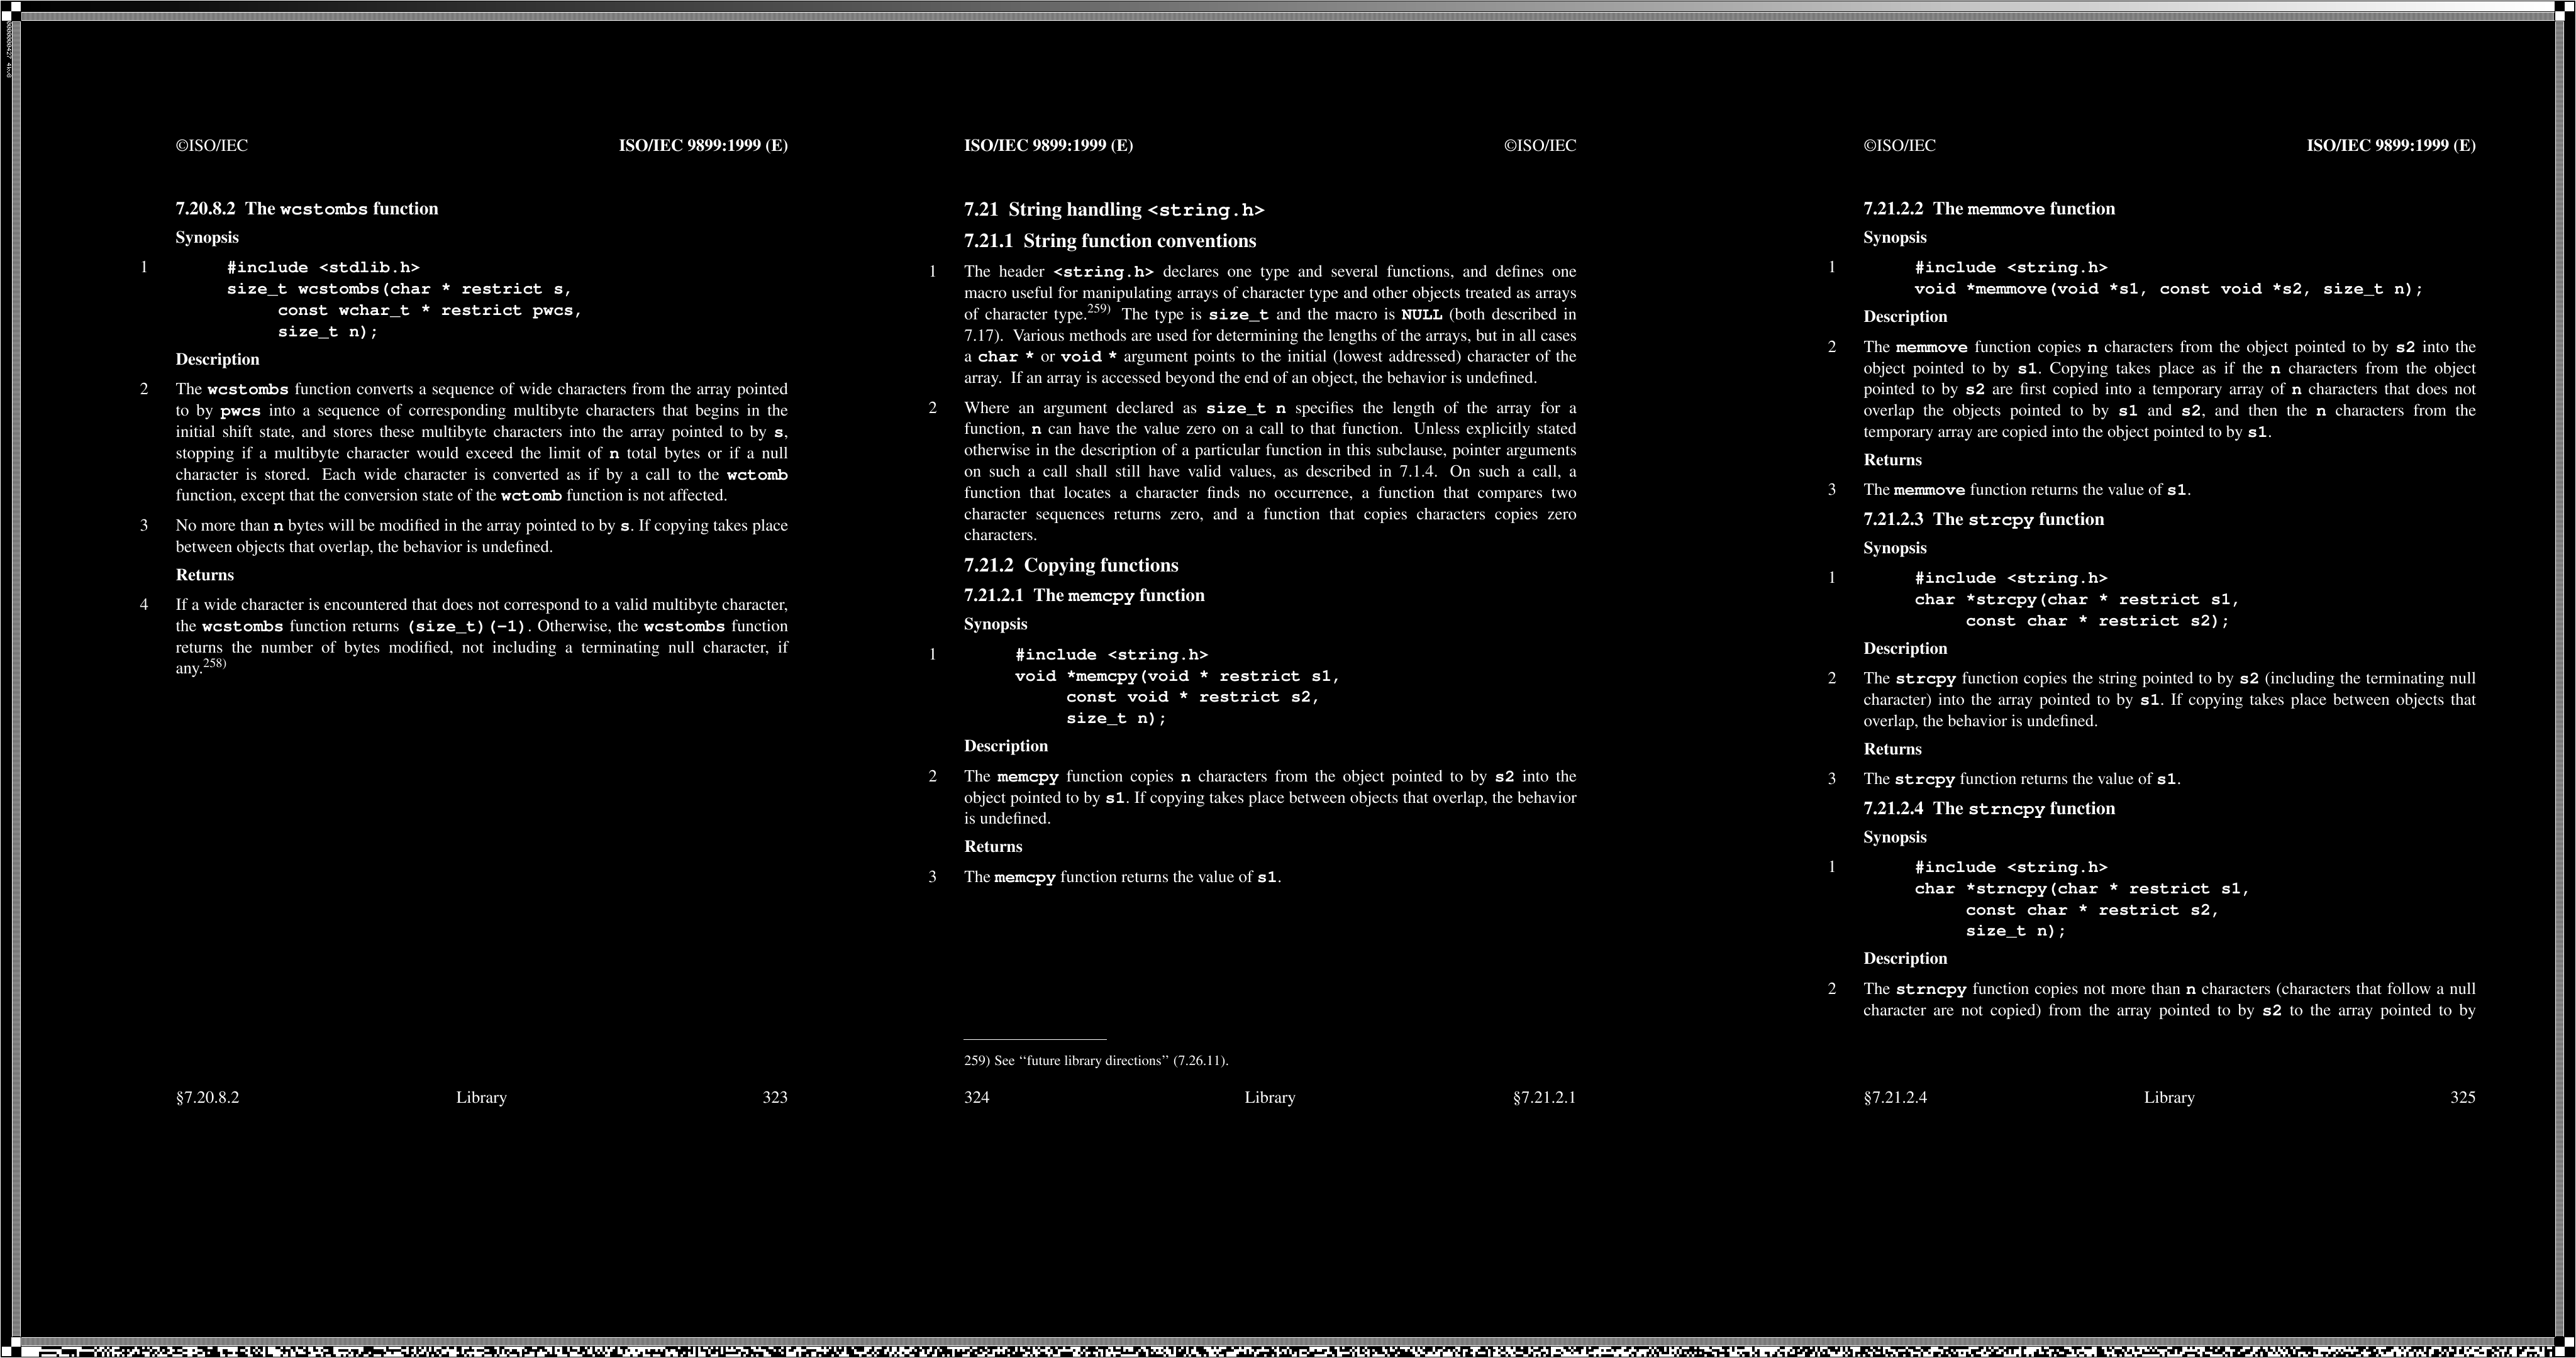 ©ISO/IEC ISO/IEC 9899:1999 (E)
7.20.8.2 The wcstombs function
Synopsis
1 #include <stdlib.h>
size_t wcstombs(char * restrict s,
const wchar_t * restrict pwcs,
size_t n);
Description
2 The wcstombs function converts a sequence of wide characters from the array pointed
to by pwcs into a sequence of corresponding multibyte characters that begins in the
initial shift state, and stores these multibyte characters into the array pointed to by s,
stopping if a multibyte character would exceed the limit of n total bytes or if a null
character is stored. Each wide character is converted as if by a call to the wctomb
function, except that the conversion state of the wctomb function is not affected.
3 No more than n bytes will be modified in the array pointed to by s. If copying takes place
between objects that overlap, the behavior is undefined.
Returns
4 If a wide character is encountered that does not correspond to a valid multibyte character,
the wcstombs function returns (size_t)(-1). Otherwise, the wcstombs function
returns the number of bytes modified, not including a terminating null character, if
any.258)
§7.20.8.2 Library 323
ISO/IEC 9899:1999 (E) ©ISO/IEC
7.21 String handling <string.h>
7.21.1 String function conventions
1 The header <string.h> declares one type and several functions, and defines one
macro useful for manipulating arrays of character type and other objects treated as arrays
of character type.259) The type is size_t and the macro is NULL (both described in
7.17). Various methods are used for determining the lengths of the arrays, but in all cases
a char * or void * argument points to the initial (lowest addressed) character of the
array. If an array is accessed beyond the end of an object, the behavior is undefined.
2 Where an argument declared as size_t n specifies the length of the array for a
function, n can have the value zero on a call to that function. Unless explicitly stated
otherwise in the description of a particular function in this subclause, pointer arguments
on such a call shall still have valid values, as described in 7.1.4. On such a call, a
function that locates a character finds no occurrence, a function that compares two
character sequences returns zero, and a function that copies characters copies zero
characters.
7.21.2 Copying functions
7.21.2.1 The memcpy function
Synopsis
1 #include <string.h>
void *memcpy(void * restrict s1,
const void * restrict s2,
size_t n);
Description
2 The memcpy function copies n characters from the object pointed to by s2 into the
object pointed to by s1. If copying takes place between objects that overlap, the behavior
is undefined.
Returns
3 The memcpy function returns the value of s1.
259) See ‘‘future library directions’’ (7.26.11).
324 Library §7.21.2.1
©ISO/IEC ISO/IEC 9899:1999 (E)
7.21.2.2 The memmove function
Synopsis
1 #include <string.h>
void *memmove(void *s1, const void *s2, size_t n);
Description
2 The memmove function copies n characters from the object pointed to by s2 into the
object pointed to by s1. Copying takes place as if the n characters from the object
pointed to by s2 are first copied into a temporary array of n characters that does not
overlap the objects pointed to by s1 and s2, and then the n characters from the
temporary array are copied into the object pointed to by s1.
Returns
3 The memmove function returns the value of s1.
7.21.2.3 The strcpy function
Synopsis
1 #include <string.h>
char *strcpy(char * restrict s1,
const char * restrict s2);
Description
2 The strcpy function copies the string pointed to by s2 (including the terminating null
character) into the array pointed to by s1. If copying takes place between objects that
overlap, the behavior is undefined.
Returns
3 The strcpy function returns the value of s1.
7.21.2.4 The strncpy function
Synopsis
1 #include <string.h>
char *strncpy(char * restrict s1,
const char * restrict s2,
size_t n);
Description
2 The strncpy function copies not more than n characters (characters that follow a null
character are not copied) from the array pointed to by s2 to the array pointed to by
§7.21.2.4 Library 325